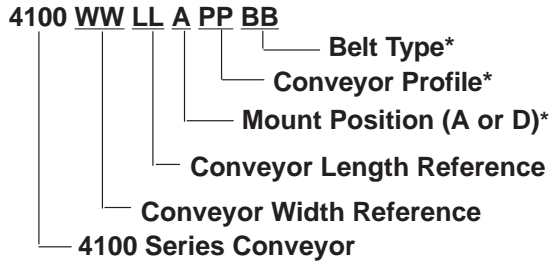 4100 WW LL A PP BB
Belt Type*
Conveyor Profile*
Mount Position (A or D)*
Conveyor Length Reference
Conveyor Width Reference
4100 Series Conveyor